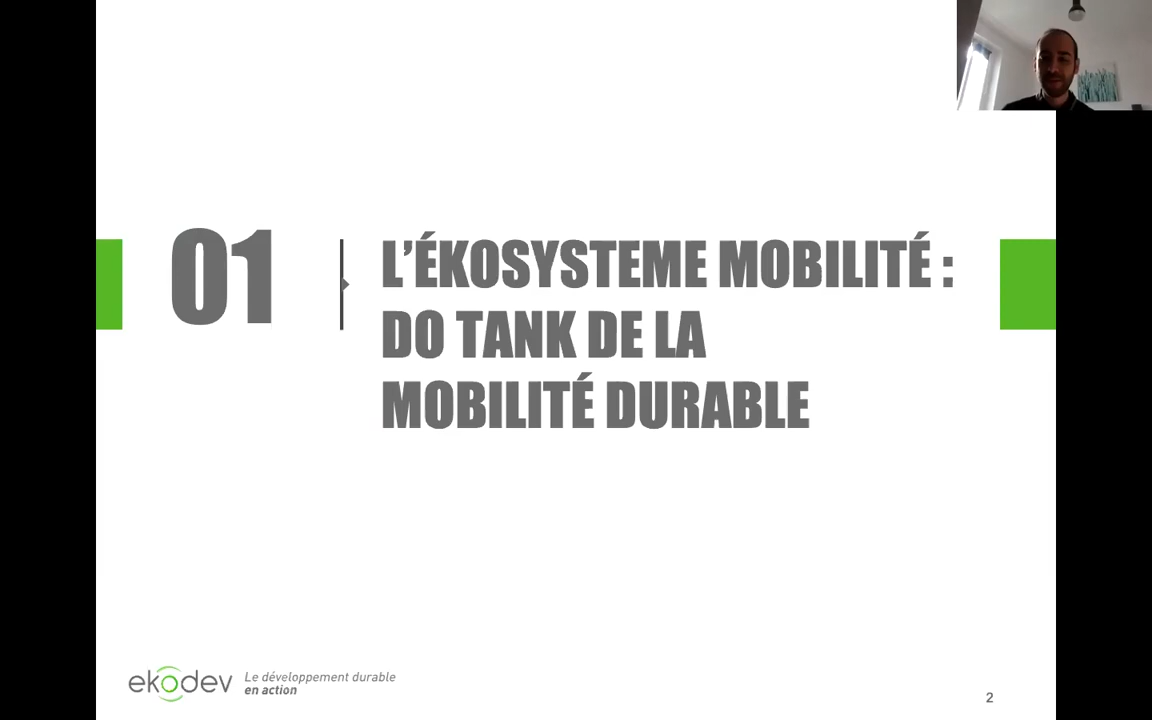 01
L'ÉKOSYSTEME MOBILITÉ :
DO TANK DE LA
MOBILITÉ DURABLE
ekodev
Le développement durable
en action
2